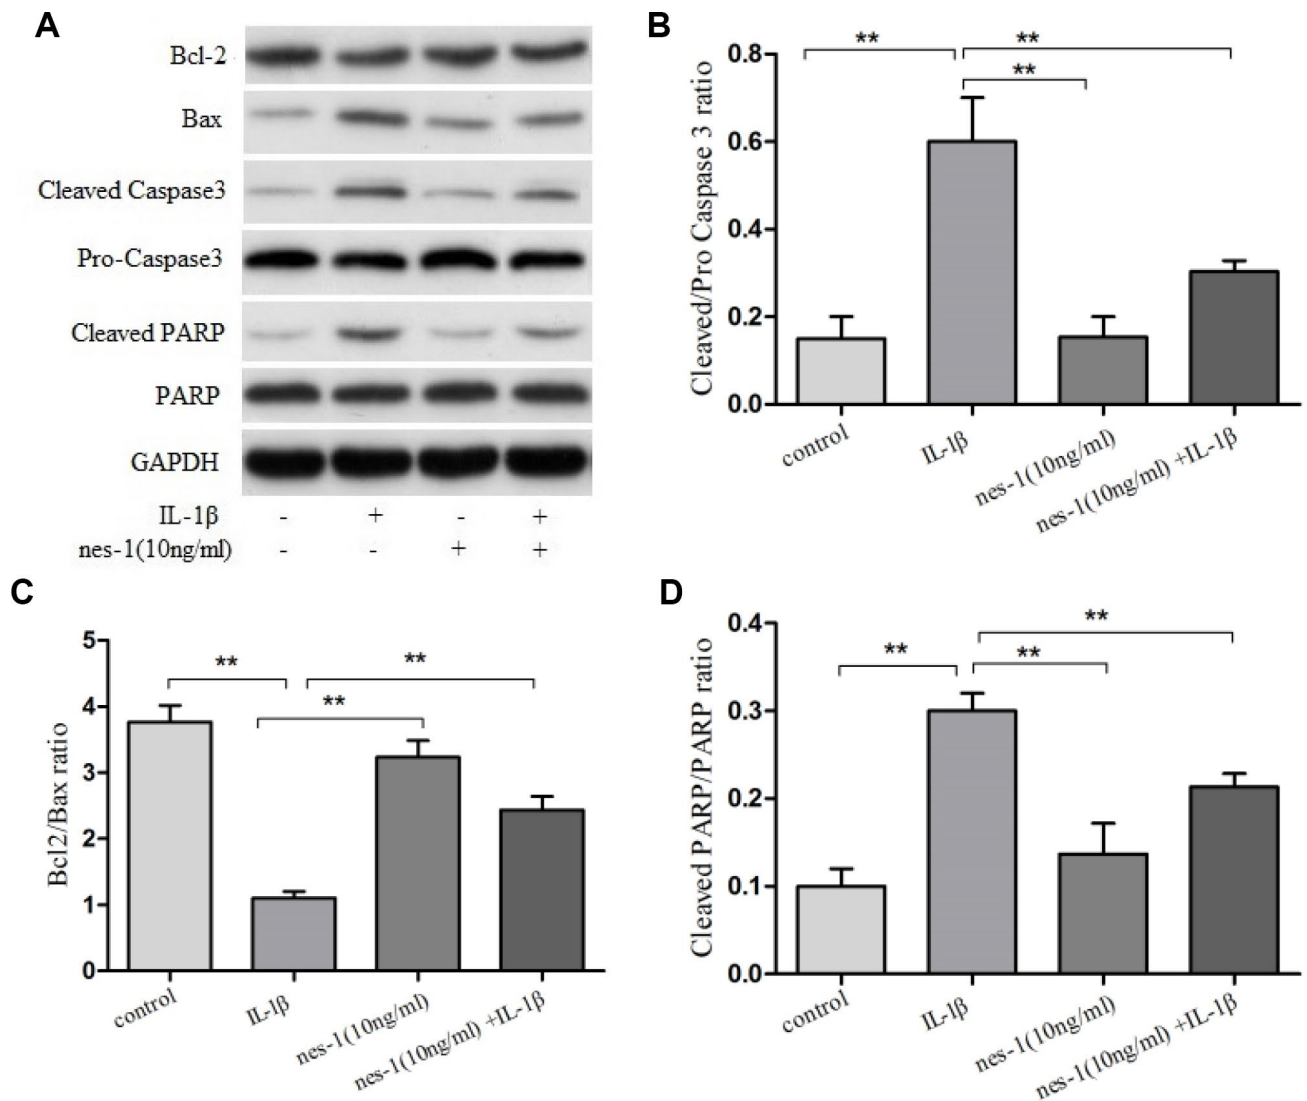 A
Bcl-2
Bax
Cleaved Caspase3
Pro-Caspase3
Cleaved PARP
PARP
GAPDH
IL-1β - + - +
nes-1(10ng/ml) - - + +
B
Cleaved/Pro Caspase 3 ratio
0.8
0.6
0.4
0.2
0.0
** **
**
control
IL-1β
nes-1(10ng/ml)
nes-1(10ng/ml) +IL-1β
C
Bcl2/Bax ratio
5
4
3
2
1
0
** **
**
control
IL-1β
nes-1(10ng/ml)
nes-1(10ng/ml) +IL-1β
D
Cleaved PARP/PARP ratio
0.4
0.3
0.2
0.1
0.0
**
** **
control
IL-1β
nes-1(10ng/ml)
nes-1(10ng/ml) +IL-1β